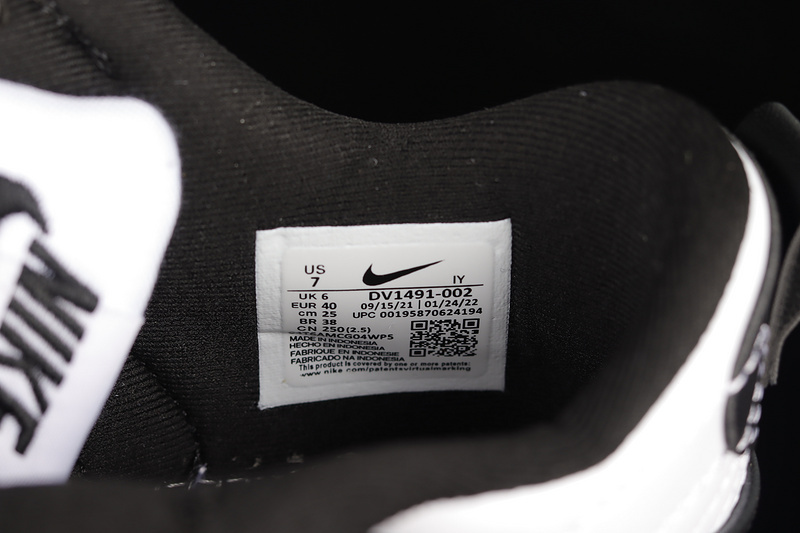 NIKE
US
7
IY
UK 6
EUR 40
cm 25
BR 38
CN 250(2.5)
DV1491-002
09/15/21 | 01/24/22
UPC 00195870624194
MADE IN INDONESIA
HECHO EN INDONESIA
FABRIQUE EN INDONESIE
FABRICADO NA INDONESIA
This product is covered by one or more patents:
www.nike.com/patentsvirtualmarking